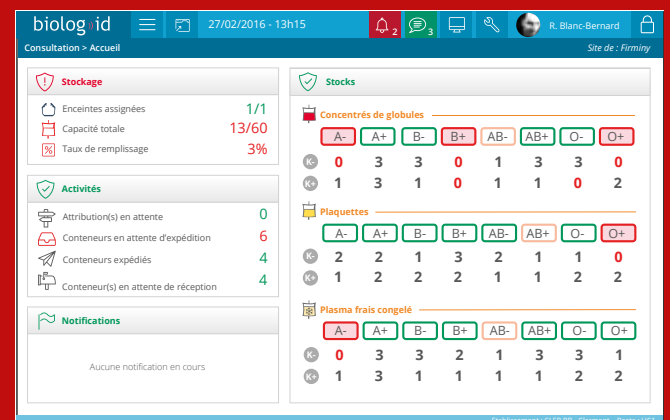 biolog·id 27/02/2016 - 13h15 2 3 R. Blanc-Bernard
Consultation > Accueil Site de : Firminy
Stockage
Enceintes assignées 1/1
Capacité totale 13/60
% Taux de remplissage 3%
Activités
Attribution(s) en attente 0
Conteneurs en attente d'expédition 6
Conteneurs expédiés 4
Conteneur(s) en attente de réception 4
Notifications
Aucune notification en cours
Stocks
Concentrés de globules
A- A+ B- B+ AB- AB+ O- O+
K- 0 3 3 0 1 3 3 0
K+ 1 3 1 0 1 1 0 2
Plaquettes
A- A+ B- B+ AB- AB+ O- O+
K- 2 2 1 3 2 1 1 0
K+ 1 2 2 2 1 1 2 2
Plasma frais congelé
A- A+ B- B+ AB- AB+ O- O+
K- 0 3 3 2 1 3 3 1
K+ 1 3 1 1 1 1 2 2